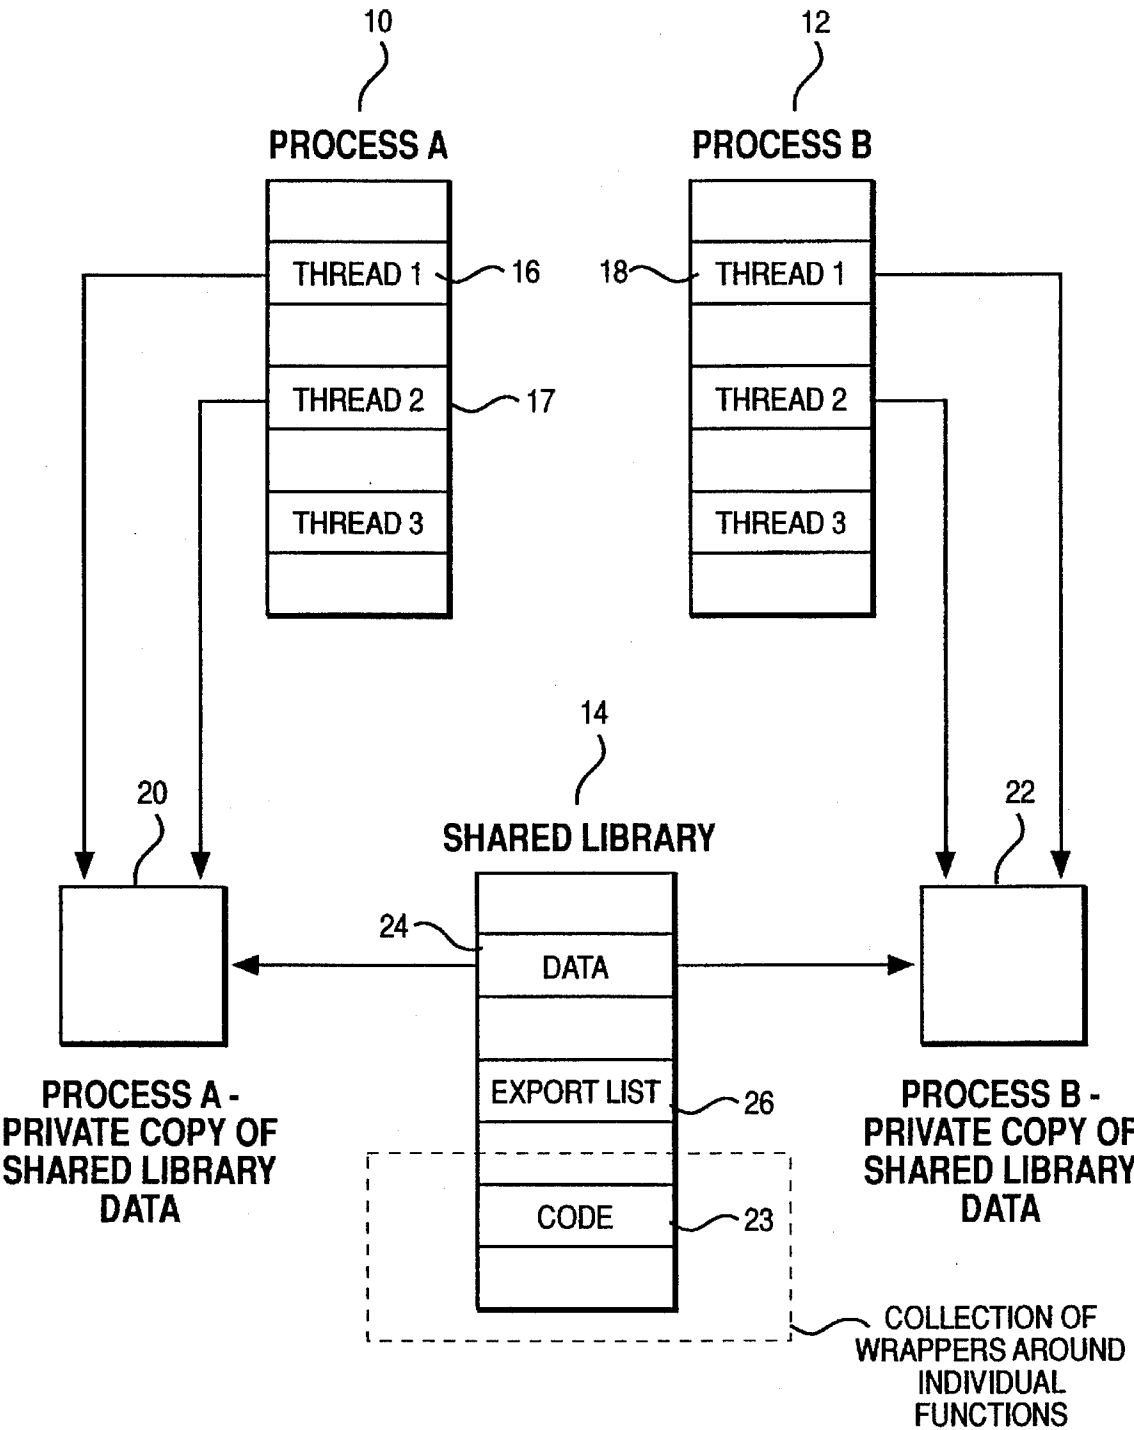 10
12
PROCESS A
PROCESS B
THREAD 1
16
18
THREAD 1
THREAD 2
17
THREAD 2
THREAD 3
THREAD 3
14
20
22
SHARED LIBRARY
24
DATA
EXPORT LIST
26
PROCESS A -
PRIVATE COPY OF
SHARED LIBRARY
DATA
PROCESS B -
PRIVATE COPY OF
SHARED LIBRARY
DATA
CODE
23
COLLECTION OF
WRAPPERS AROUND
INDIVIDUAL
FUNCTIONS